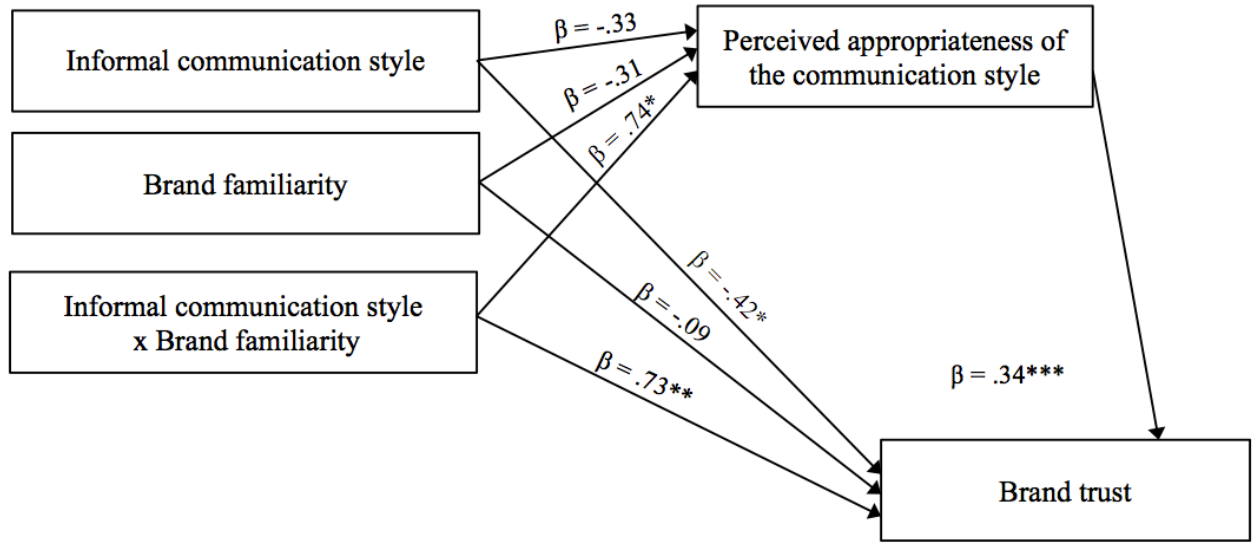 Informal communication style
Brand familiarity
Informal communication style
x Brand familiarity
β = -.33
β = -.31
β = .74*
Perceived appropriateness of
the communication style
β = -.42*
β = -.09
β = .73**
β = .34***
Brand trust